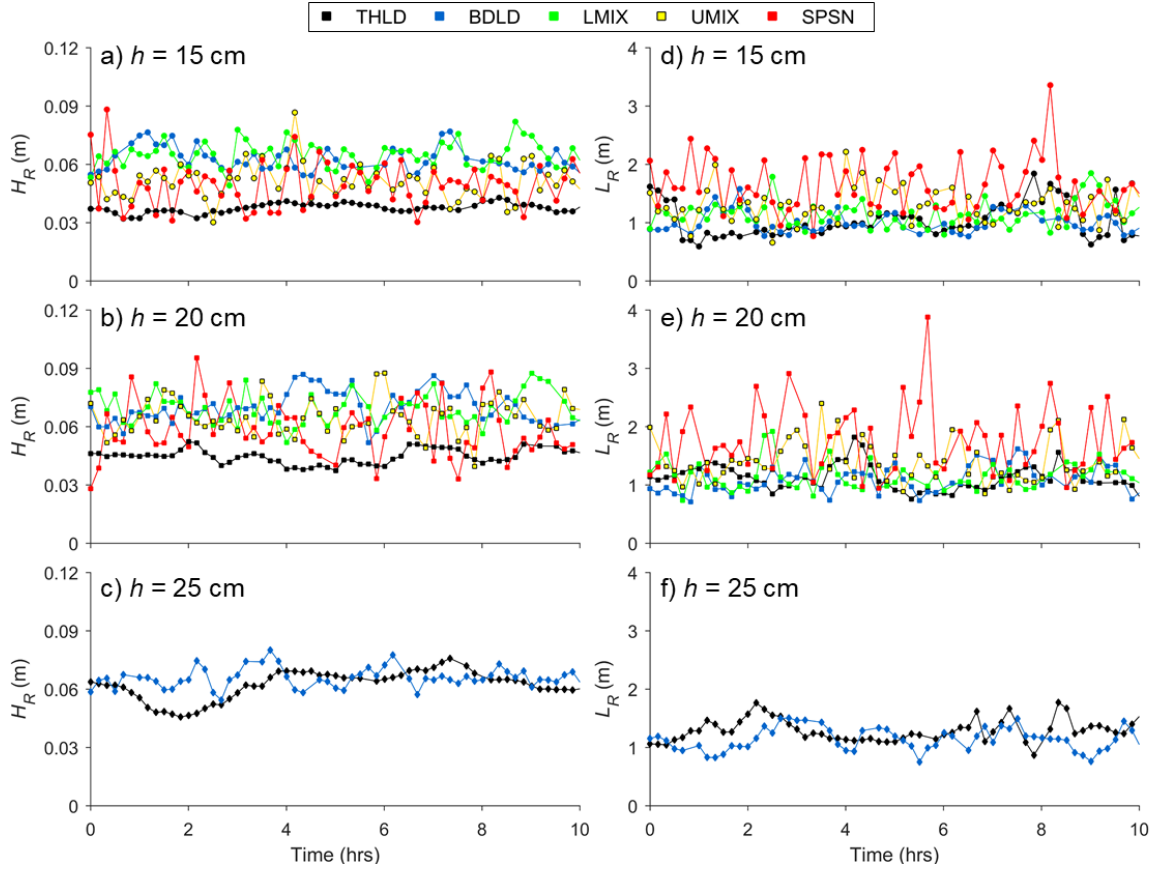 THLD BDLD LMIX UMIX SPSN
a) h = 15 cm
0.12
0.09
0.06
0.03
0
H_R (m)
d) h = 15 cm
4
3
2
1
0
L_R (m)
b) h = 20 cm
0.12
0.09
0.06
0.03
0
H_R (m)
e) h = 20 cm
4
3
2
1
0
L_R (m)
c) h = 25 cm
0.12
0.09
0.06
0.03
0
H_R (m)
0 2 4 6 8 10
Time (hrs)
f) h = 25 cm
4
3
2
1
0
L_R (m)
0 2 4 6 8 10
Time (hrs)